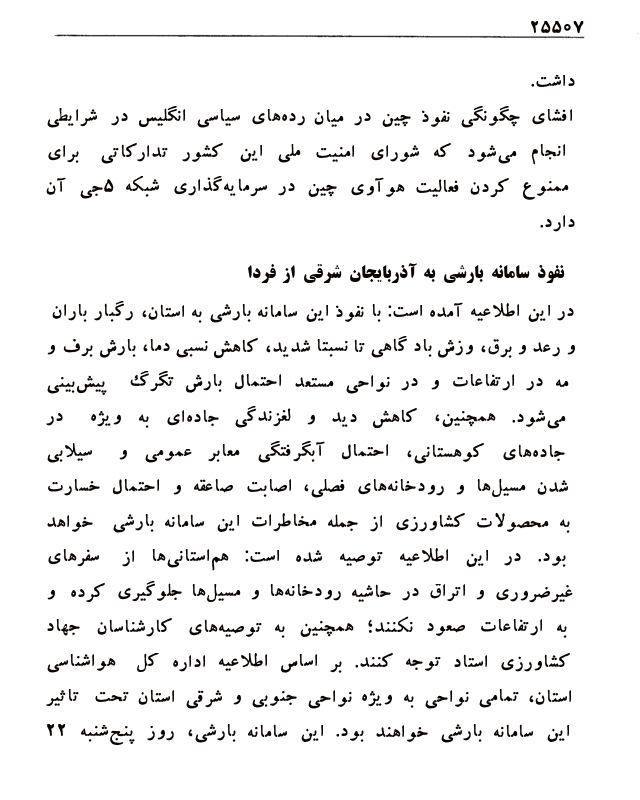 ۲۵۵۰۷
داشت.
افشای چگونگی نفوذ چین در میان رده‌های سیاسی انگلیس در شرایطی
انجام می‌شود که شورای امنیت ملی این کشور تدارکاتی برای
ممنوع کردن فعالیت هوآوی چین در سرمایه‌گذاری شبکه ۵جی آن
دارد.
نفوذ سامانه بارشی به آذربایجان شرقی از فردا
در این اطلاعیه آمده است: با نفوذ این سامانه بارشی به استان، رگبار باران
و رعد و برق، وزش باد گاهی تا نسبتا شدید، کاهش نسبی دما، بارش برف و
مه در ارتفاعات و در نواحی مستعد احتمال بارش تگرگ پیش‌بینی
می‌شود. همچنین، کاهش دید و لغزندگی جاده‌ای به ویژه در
جاده‌های کوهستانی، احتمال آبگرفتگی معابر عمومی و سیلابی
شدن مسیل‌ها و رودخانه‌های فصلی، اصابت صاعقه و احتمال خسارت
به محصولات کشاورزی از جمله مخاطرات این سامانه بارشی خواهد
بود. در این اطلاعیه توصیه شده است: هم‌استانی‌ها از سفرهای
غیرضروری و اتراق در حاشیه رودخانه‌ها و مسیل‌ها جلوگیری کرده و
به ارتفاعات صعود نکنند؛ همچنین به توصیه‌های کارشناسان جهاد
کشاورزی استاد توجه کنند. بر اساس اطلاعیه اداره کل هواشناسی
استان، تمامی نواحی به ویژه نواحی جنوبی و شرقی استان تحت تاثیر
این سامانه بارشی خواهند بود. این سامانه بارشی، روز پنج‌شنبه ۲۲